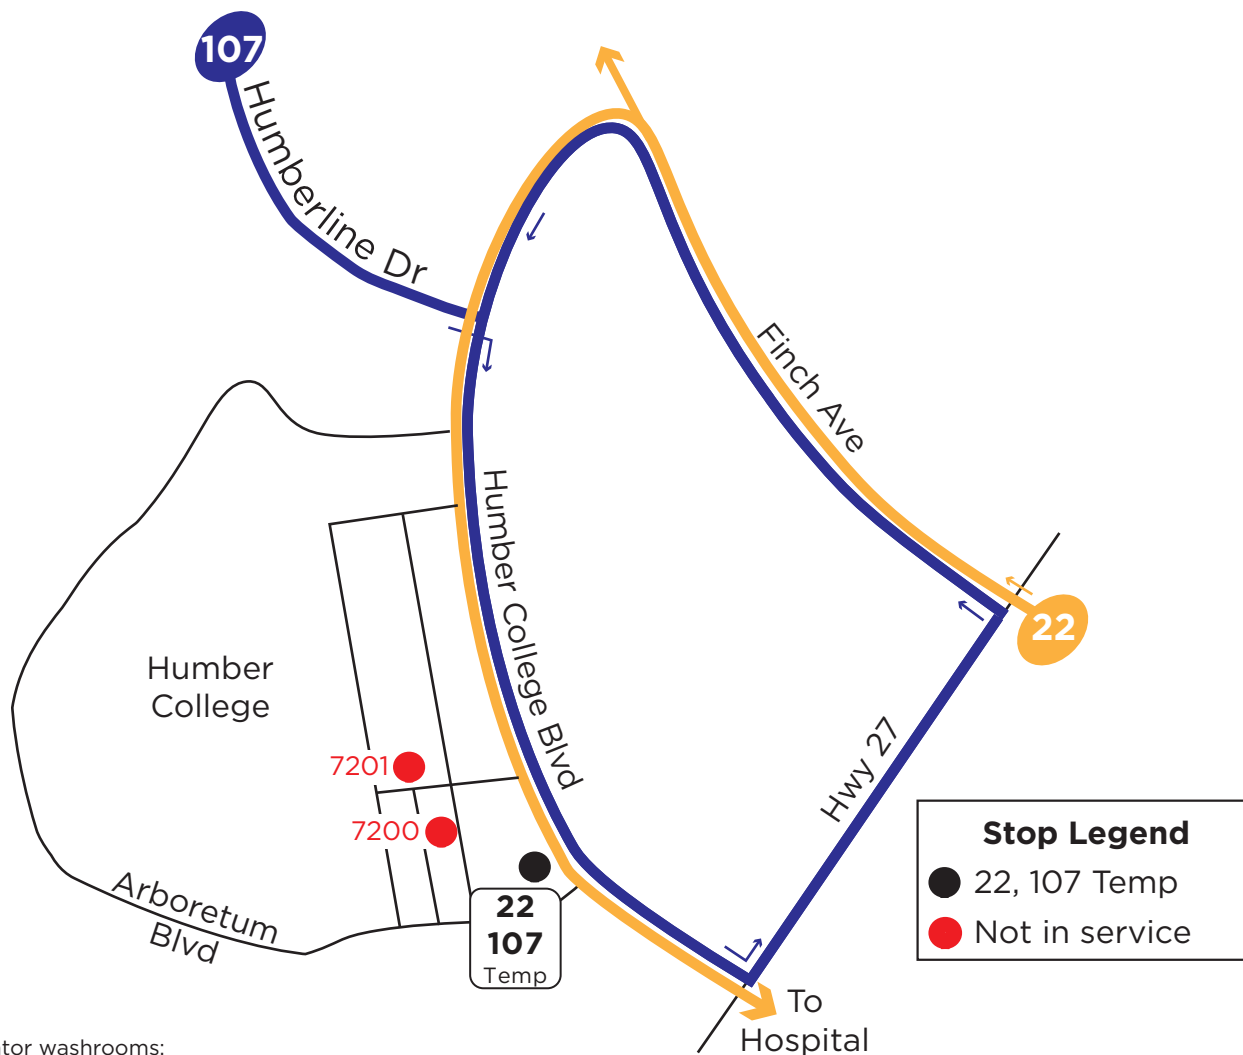 107
Humberline Dr
Finch Ave
Humber College Blvd
22
Humber
College
Hwy 27
7201
7200
Stop Legend
22, 107 Temp
Not in service
Arboretum
Blvd
22
107
Temp
To
Hospital
washrooms: